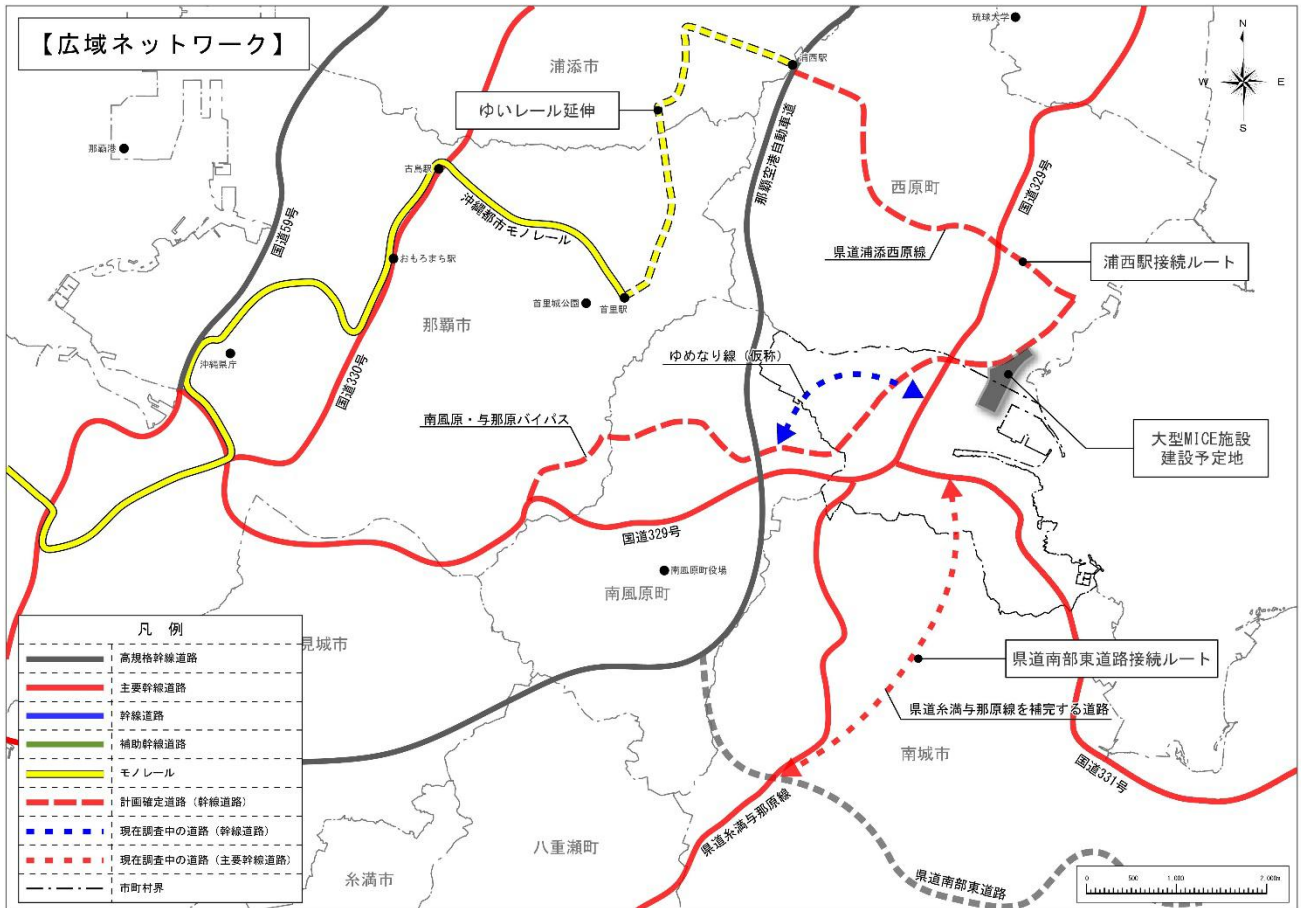 【広域ネットワーク】
琉球大学
N
W
E
S
浦西駅
浦添市
ゆいレール延伸
那覇港
古島駅
那覇空港自動車道
西原町
国道329号
沖縄都市モノレール
国道59号
県道浦添西原線
浦西駅接続ルート
おもろまち駅
首里城公園
首里駅
那覇市
沖縄県庁
ゆめなり線（仮称）
国道330号
南風原・与那原バイパス
大型MICE施設
建設予定地
国道329号
南風原町役場
南風原町
見城市
県道南部東道路接続ルート
県道糸満与那原線を補完する道路
南城市
国道331号
県道糸満与那原線
八重瀬町
糸満市
県道南部東道路
凡 例
高規格幹線道路
主要幹線道路
幹線道路
補助幹線道路
モノレール
計画確定道路（幹線道路）
現在調査中の道路（幹線道路）
現在調査中の道路（主要幹線道路）
市町村界
0 500 1,000 2,000m